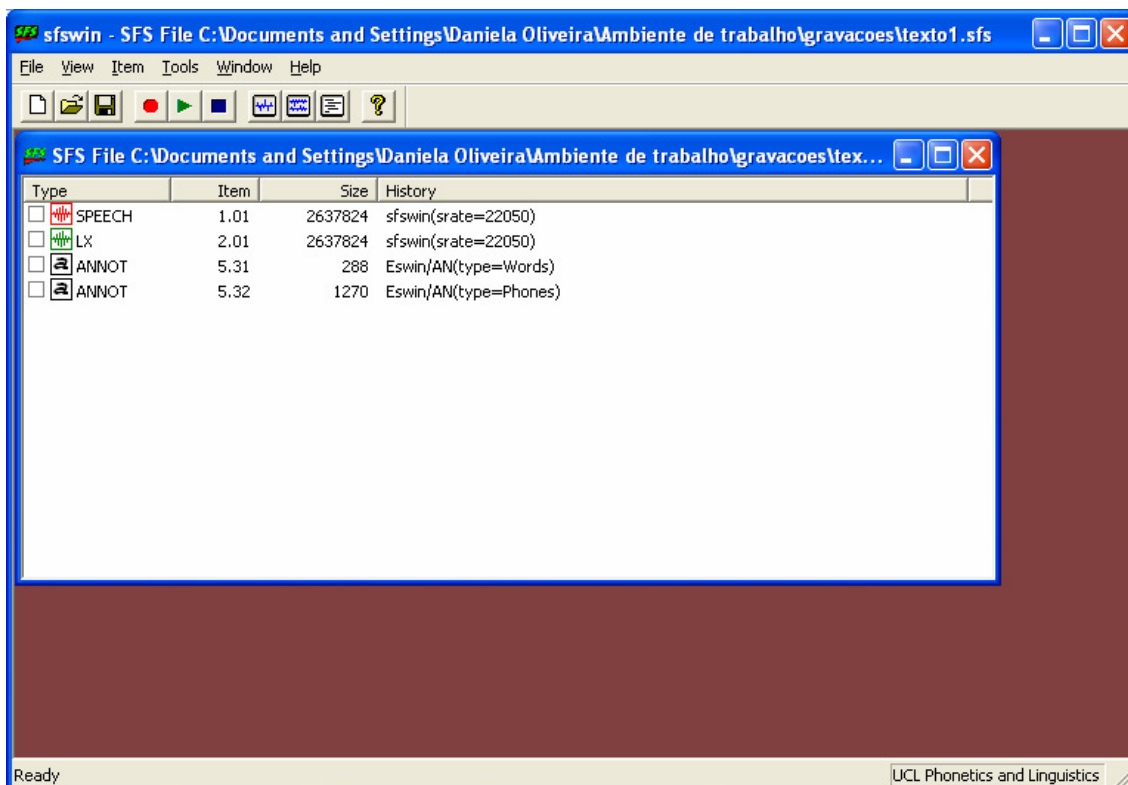 sfswin - SFS File C:\Documents and Settings\Daniela Oliveira\Ambiente de trabalho\gravacoes\texto1.sfs
File View Item Tools Window Help
SFS File C:\Documents and Settings\Daniela Oliveira\Ambiente de trabalho\gravacoes\tex...
Type Item Size History
SPEECH 1.01 2637824 sfswin(srate=22050)
LX 2.01 2637824 sfswin(srate=22050)
ANNOT 5.31 288 Eswin/AN(type=Words)
ANNOT 5.32 1270 Eswin/AN(type=Phones)
Ready UCL Phonetics and Linguistics